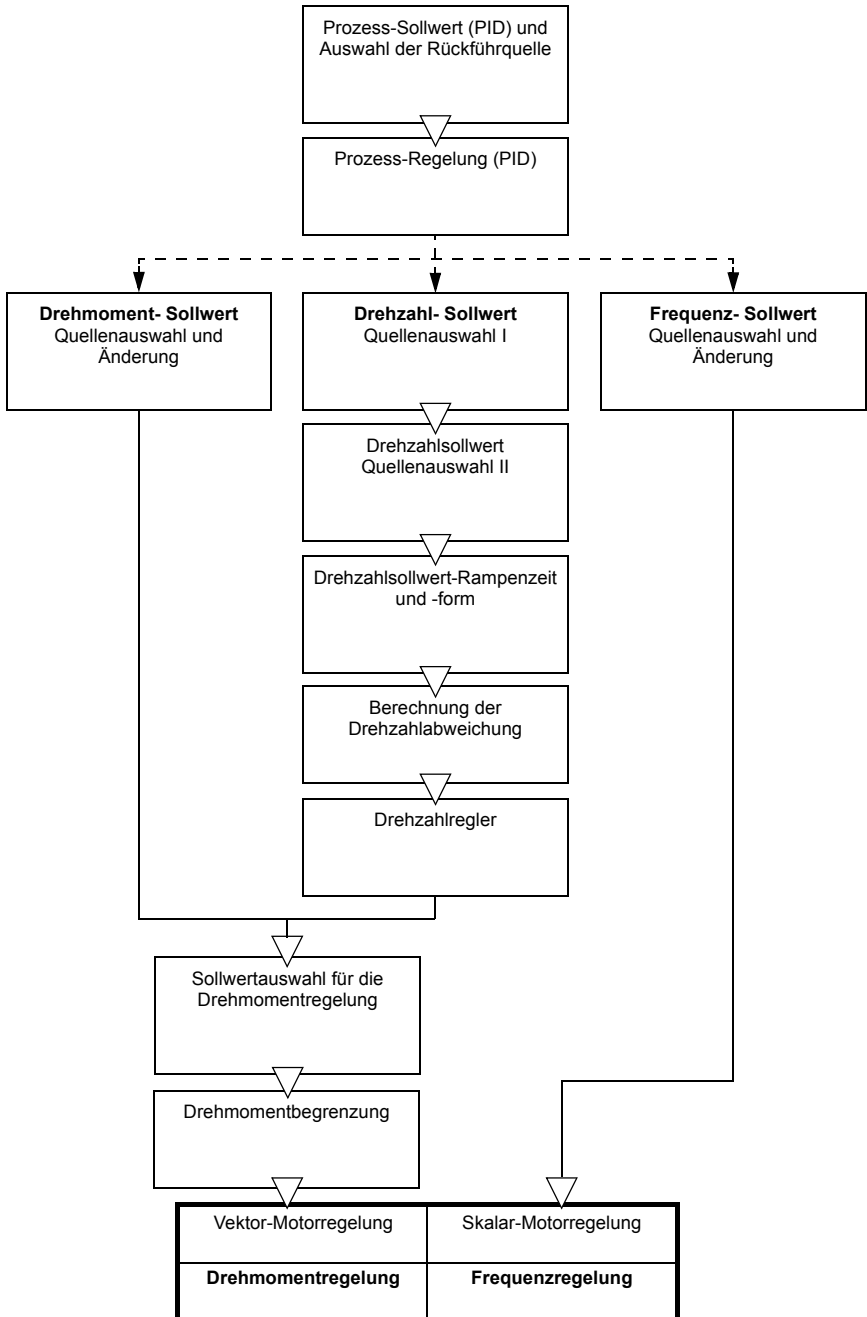 Prozess-Sollwert (PID) und
Auswahl der Rückführquelle
Prozess-Regelung (PID)
Drehmoment- Sollwert
Quellenauswahl und
Änderung
Drehzahl- Sollwert
Quellenauswahl I
Frequenz- Sollwert
Quellenauswahl und
Änderung
Drehzahlsollwert
Quellenauswahl II
Drehzahlsollwert-Rampenzeit
und -form
Berechnung der
Drehzahlabweichung
Drehzahlregler
Sollwertauswahl für die
Drehmomentregelung
Drehmomentbegrenzung
Vektor-Motorregelung
Skalar-Motorregelung
Drehmomentregelung
Frequenzregelung